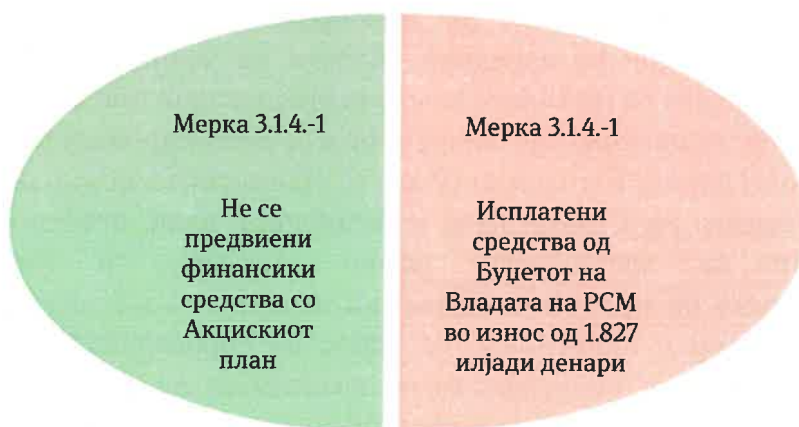 Мерка 3.1.4.-1
Не се
предвиени
финансики
средства со
Акцискиот
план
Мерка 3.1.4.-1
Исплатени
средства од
Буџетот на
Владата на РСМ
во износ од 1.827
илјади денари